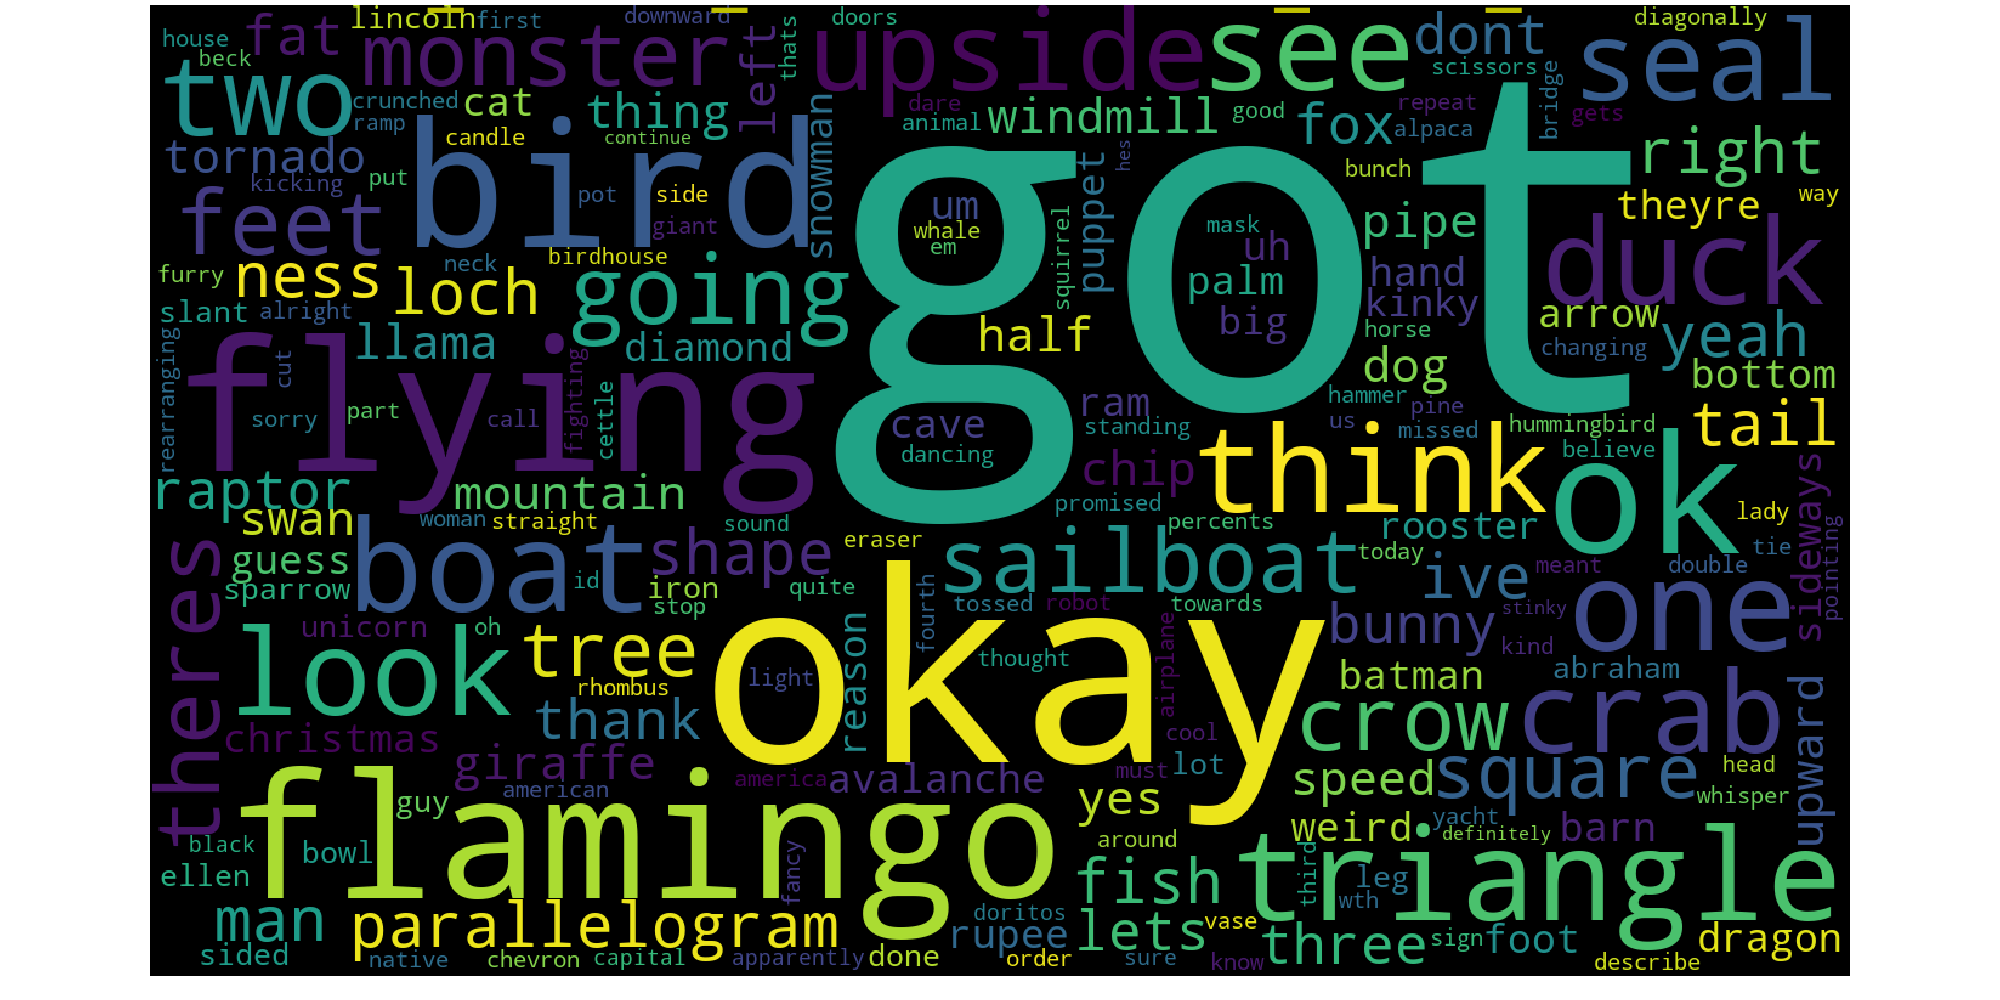 lincoln first downward doors diagonally
house fat monster left thats upside see dont seal
beck scissors
two crunched cat thing snowman dare windmill good fox repeat bridge gets
ramp candle continue animal alpaca
tornado bird got right
kicking put pot side um whale em squirrel puppet hes mask bunch theyre way
feet giant uh pipe duck
furry ness loch neck birdhouse going palm hand
slant alright big kinky arrow yeah
rearranging llama diamond half horse changing
cut flying fighting dog bottom
sorry part call cettle cave ram hammer pine us missed hummingbird tail
dancing standing think believe ok
raptor mountain chip sideways
swan woman straight sound promised percents rooster lady pointing
guess boat shape eraser sailboat today tie
sparrow id iron quite ive meant double one
theres unicorn oh stop reason fourth tossed robot towards bunny stinky
look tree okay thought airplane kind
rhombus light batman abraham upward
christmas thank cool crow crab
giraffe america avalanche must lot speed square head
guy american yes whisper
black bowl flamingo fancy around weird yacht definitely barn
ellen fish third leg wth triangle
man parallelogram doritos rupee lets vase three sign foot dragon
sided native chevron capital apparently done order sure know describe